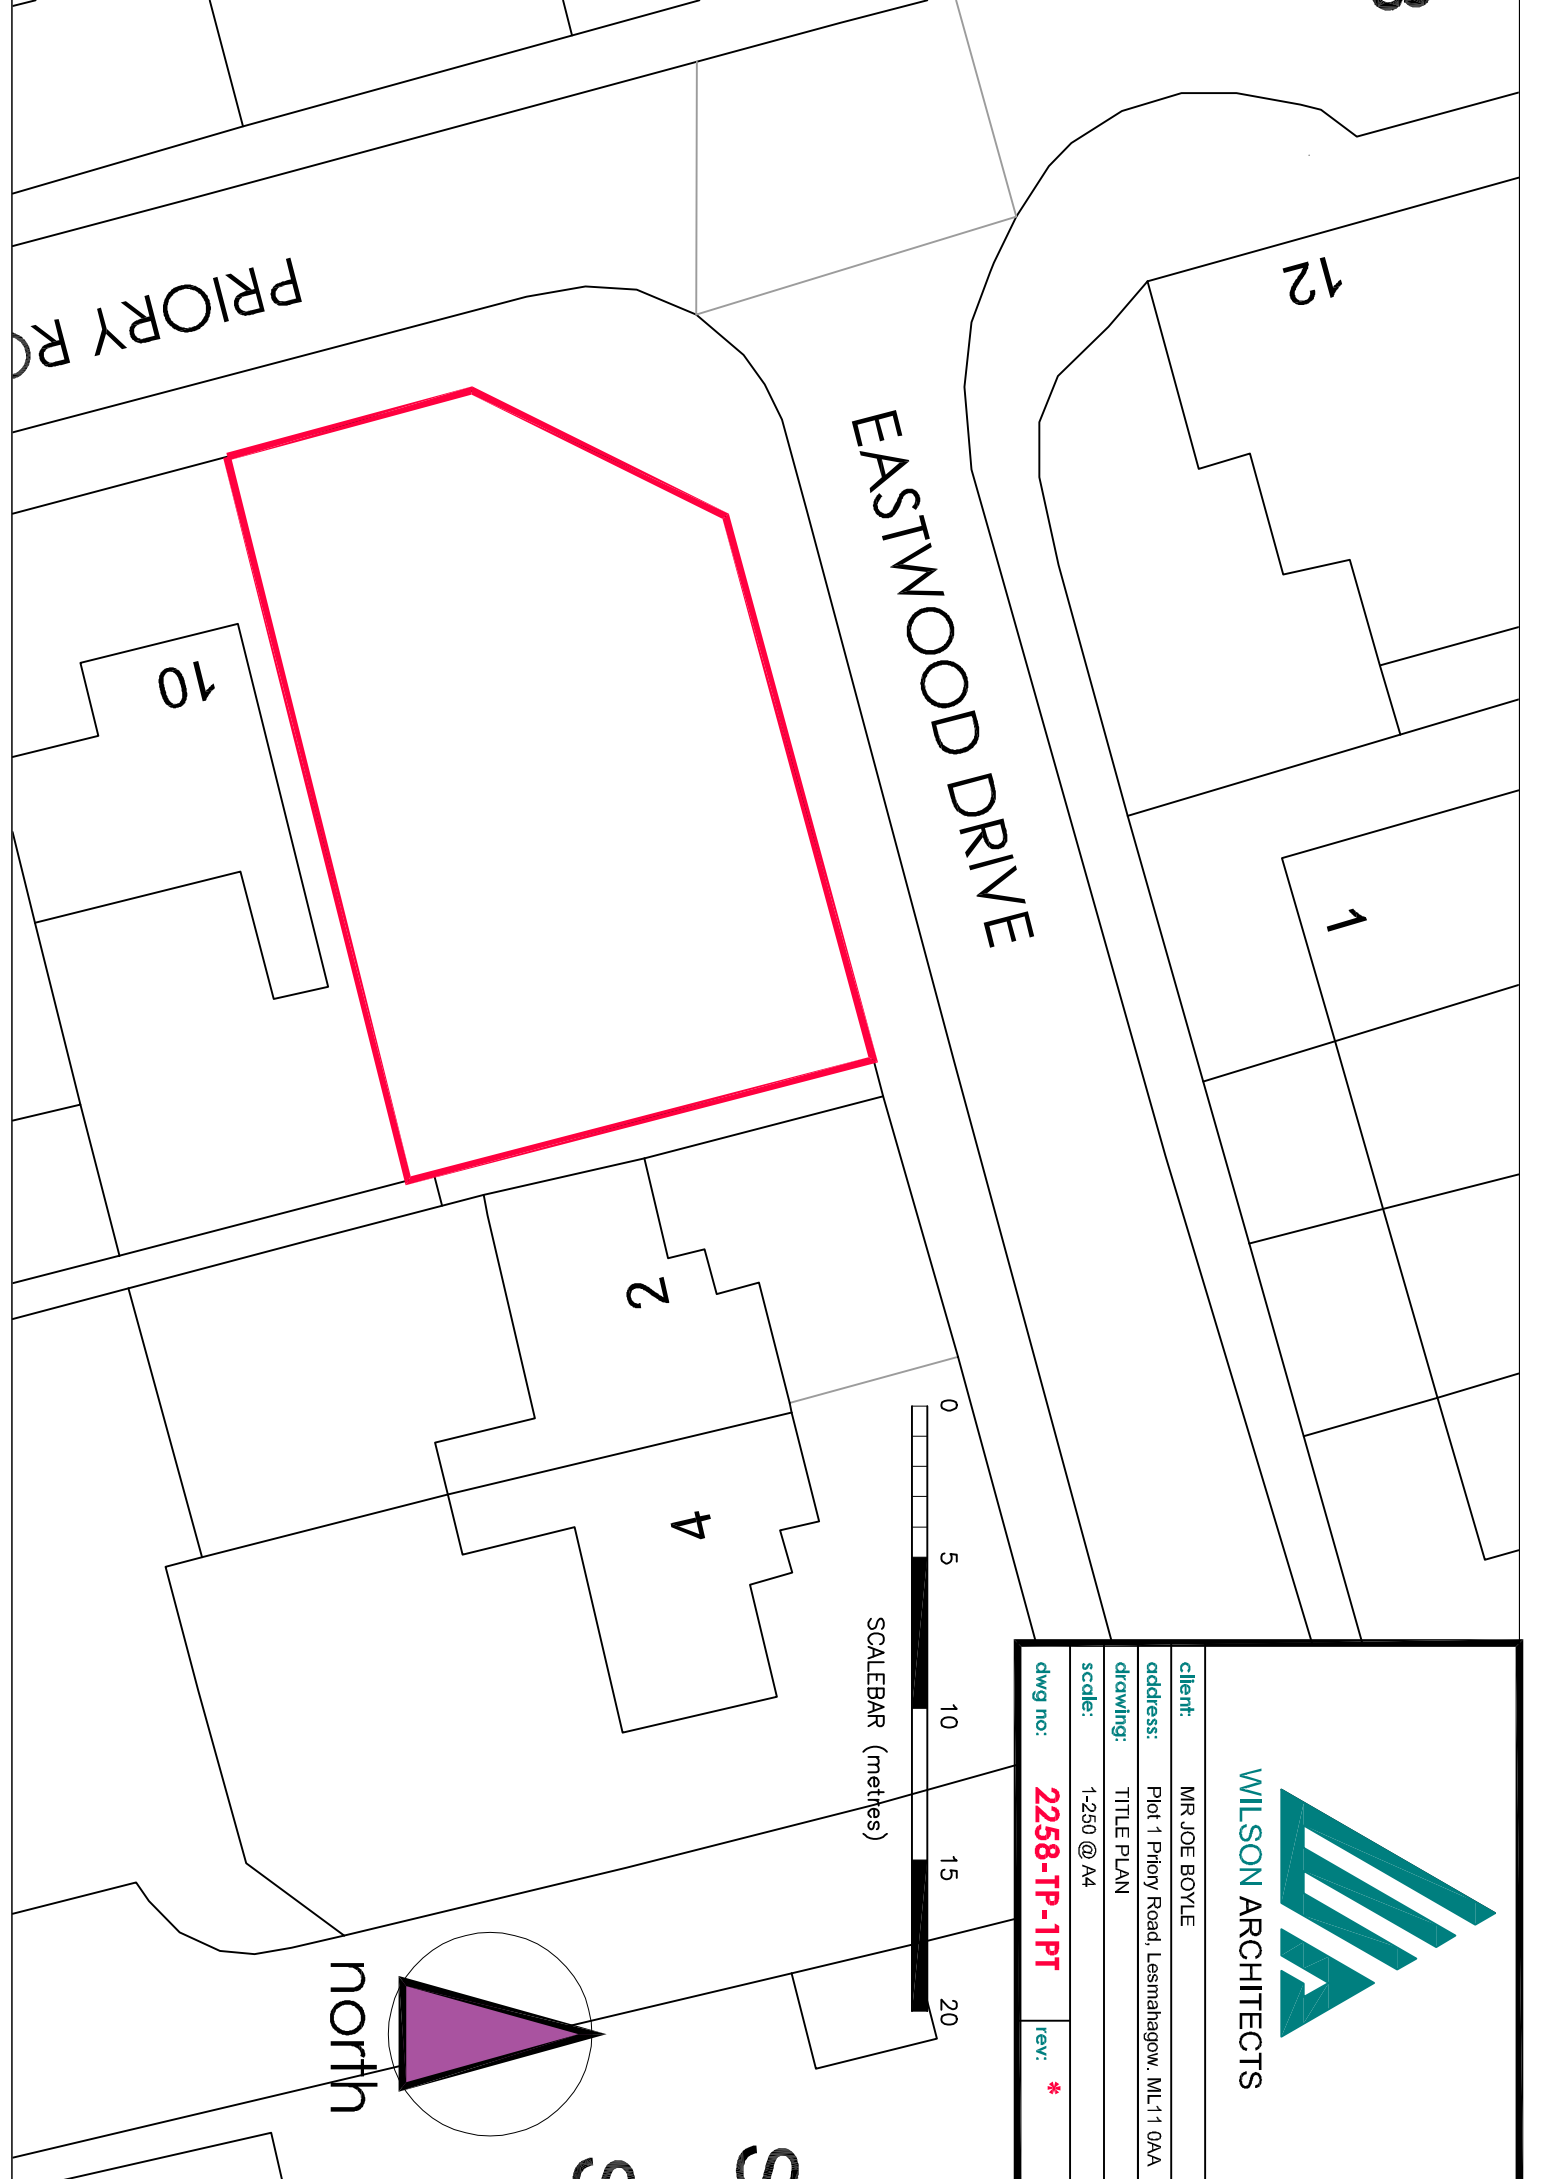 PRIORY RO
EASTWOOD DRIVE
12
10
1
2
4
0 5 10 15 20
SCALEBAR (metres)
north
WILSON ARCHITECTS
client: MR JOE BOYLE
address: Plot 1 Priory Road, Lesmahagow. ML11 0AA
drawing: TITLE PLAN
scale: 1-250 @ A4
dwg no: 2258-TP-1PT rev: *
S
S